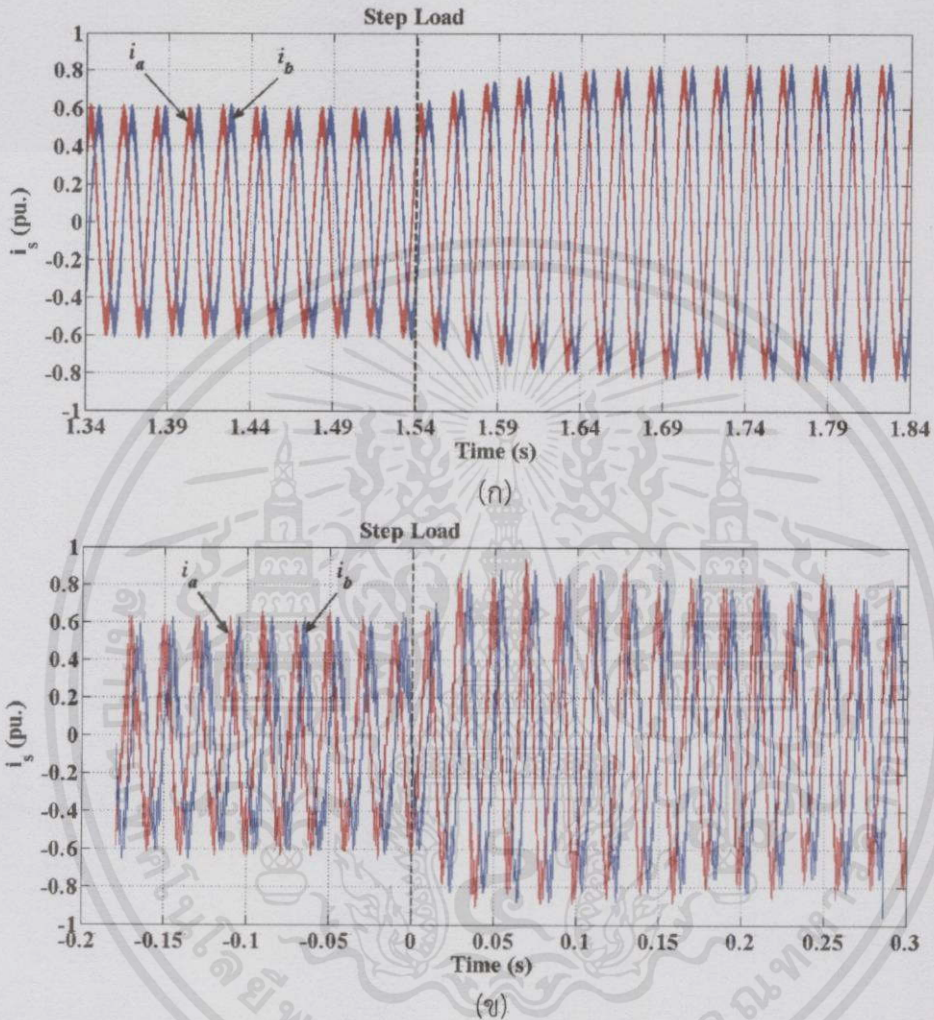 Step Load
1
0.8
0.6
0.4
0.2
0
-0.2
-0.4
-0.6
-0.8
-1
i_s (pu.)
i_a
i_b
1.34 1.39 1.44 1.49 1.54 1.59 1.64 1.69 1.74 1.79 1.84
Time (s)
(ก)
Step Load
1
0.8
0.6
0.4
0.2
0
-0.2
-0.4
-0.6
-0.8
-1
i_s (pu.)
i_a
i_b
-0.2 -0.15 -0.1 -0.05 0 0.05 0.1 0.15 0.2 0.25 0.3
Time (s)
(ข)